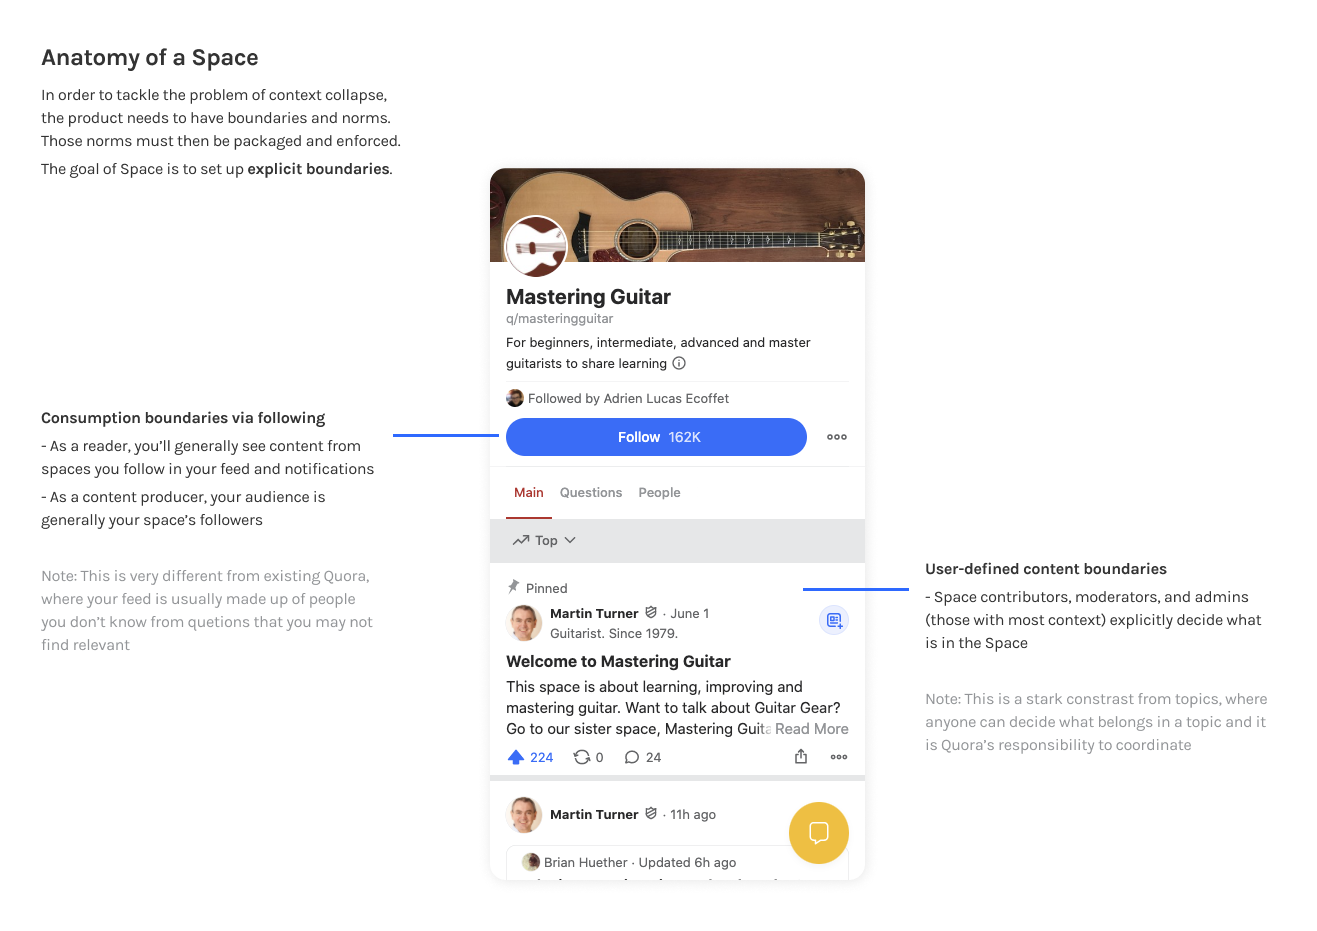 Anatomy of a Space
In order to tackle the problem of context collapse,
the product needs to have boundaries and norms.
Those norms must then be packaged and enforced.
The goal of Space is to set up explicit boundaries.
Consumption boundaries via following
- As a reader, you'll generally see content from
spaces you follow in your feed and notifications
- As a content producer, your audience is
generally your space's followers
Note: This is very different from existing Quora,
where your feed is usually made up of people
you don't know from quetions that you may not
find relevant
Mastering Guitar
q/masteringguitar
For beginners, intermediate, advanced and master
guitarists to share learning
Followed by Adrien Lucas Ecoffet
Follow 162K
Main Questions People
Top
Pinned
Martin Turner · June 1
Guitarist. Since 1979.
Welcome to Mastering Guitar
This space is about learning, improving and
mastering guitar. Want to talk about Guitar Gear?
Go to our sister space, Mastering Guita Read More
224 0 24
Martin Turner · 11h ago
Brian Huether · Updated 6h ago
User-defined content boundaries
- Space contributors, moderators, and admins
(those with most context) explicitly decide what
is in the Space
Note: This is a stark constrast from topics, where
anyone can decide what belongs in a topic and it
is Quora's responsibility to coordinate